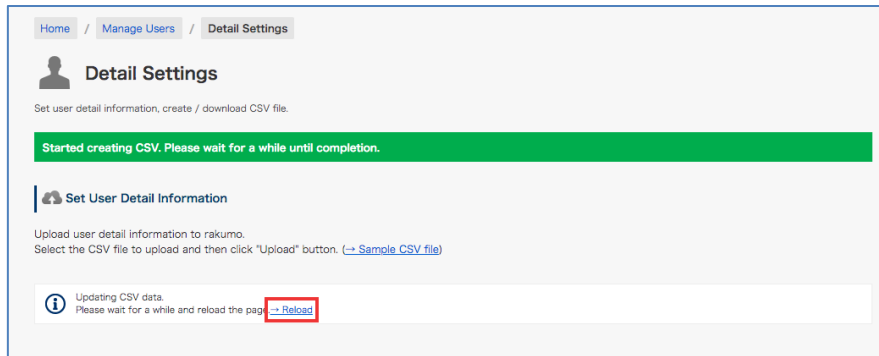 Home / Manage Users / Detail Settings
Detail Settings
Set user detail information, create / download CSV file.
Started creating CSV. Please wait for a while until completion.
Set User Detail Information
Upload user detail information to rakumo.
Select the CSV file to upload and then click "Upload" button. (→ Sample CSV file)
Updating CSV data.
Please wait for a while and reload the page.→ Reload